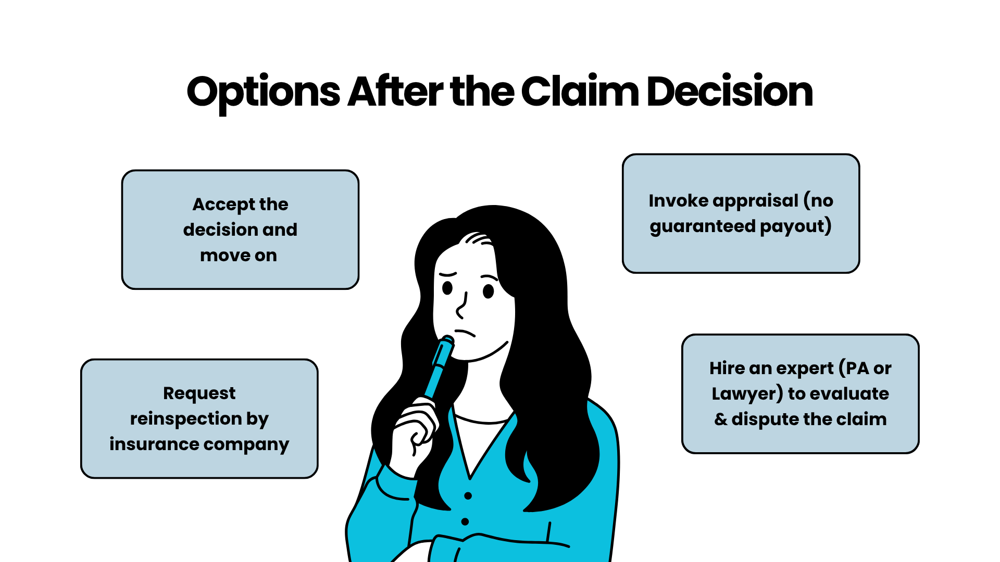 Options After the Claim Decision
Accept the
decision and
move on
Invoke appraisal (no
guaranteed payout)
Request
reinspection by
insurance company
Hire an expert (PA or
Lawyer) to evaluate
& dispute the claim